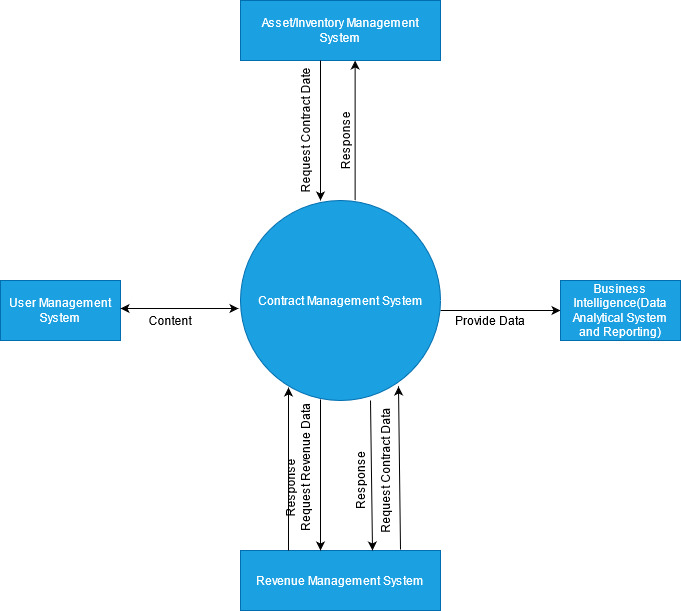 Asset/Inventory Management
System
Request Contract Date
Response
User Management
System
Content
Contract Management System
Provide Data
Business
Intelligence(Data
Analytical System
and Reporting)
Response
Request Revenue Data
Response
Request Contract Data
Revenue Management System